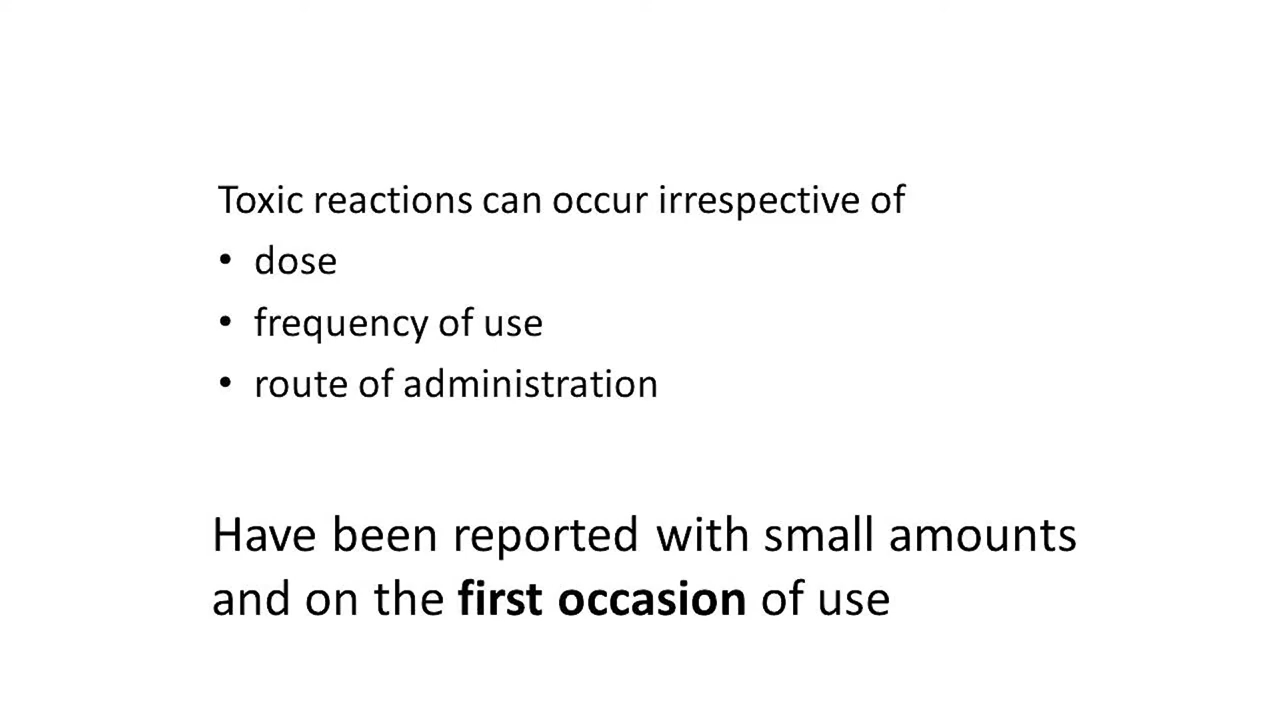 Toxic reactions can occur irrespective of
• dose
• frequency of use
• route of administration
Have been reported with small amounts
and on the first occasion of use